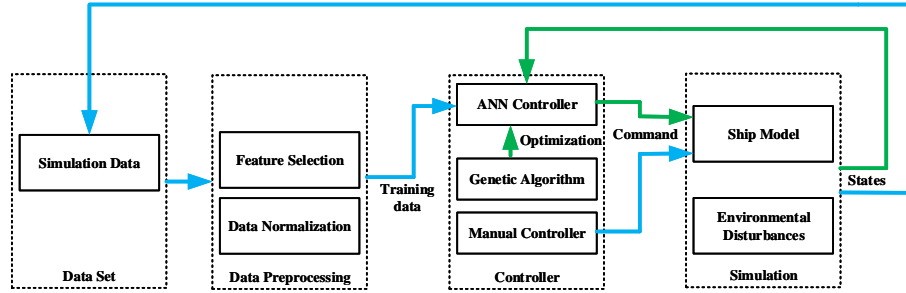 Simulation Data
Data Set
Feature Selection
Data Normalization
Data Preprocessing
Training
data
ANN Controller
Optimization
Genetic Algorithm
Manual Controller
Controller
Command
Ship Model
Environmental
Disturbances
Simulation
States